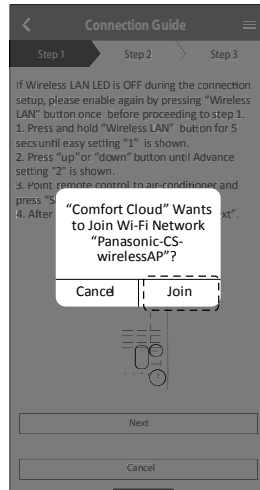 Connection Guide
Step 1
Step 2
Step 3
If Wireless LAN LED is OFF during the connection
setup, please enable again by pressing “Wireless
LAN” button once before proceeding to step 1.
1. Press and hold “Wireless LAN” button for 5
secs until easy setting “1” is shown.
2. Press “up”or “down” button until Advance
setting “2” is shown.
3. Point remote control to air-conditioner and
press “S
4. After
xt”.
“Comfort Cloud” Wants
to Join Wi-Fi Network
“Panasonic-CS-
wirelessAP”?
Cancel
Join
Next
Cancel